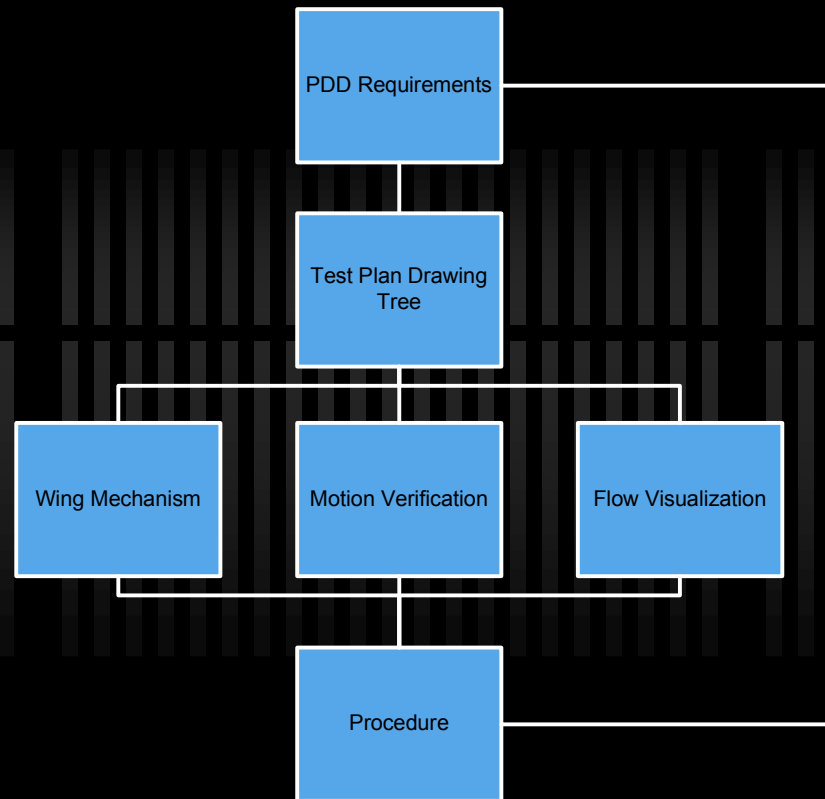 PDD Requirements
Test Plan Drawing
Tree
Wing Mechanism
Motion Verification
Flow Visualization
Procedure